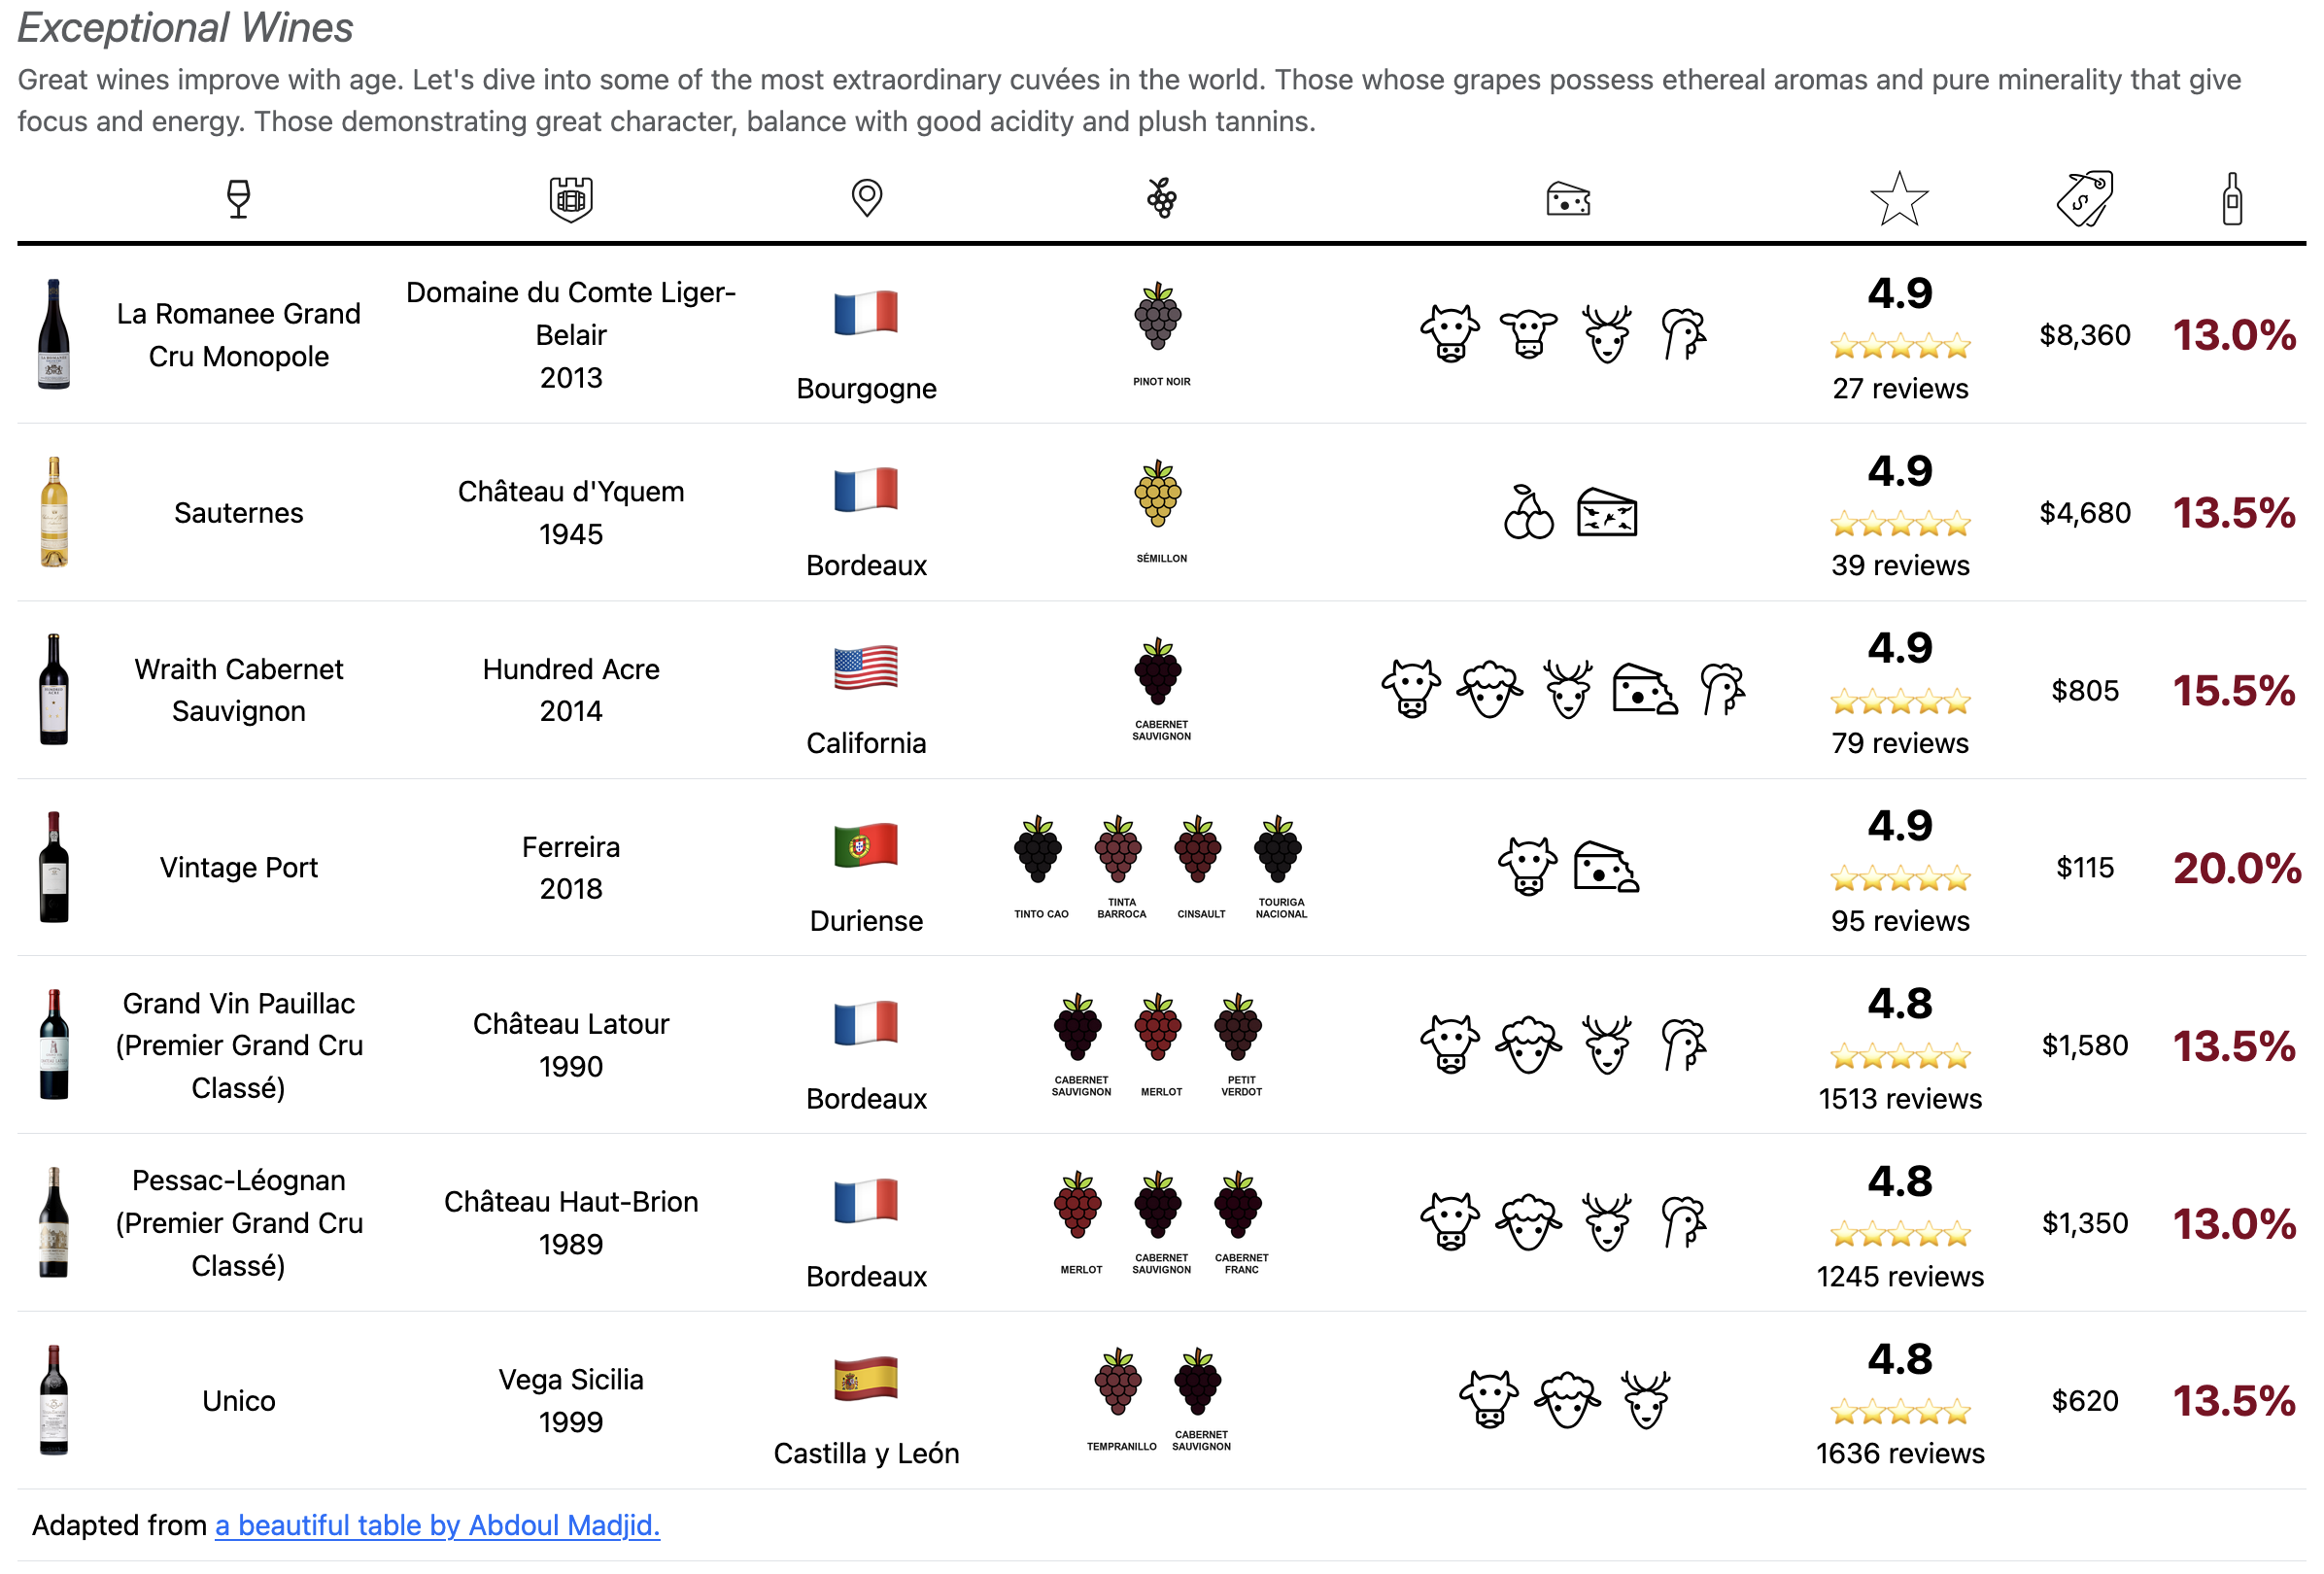 Exceptional Wines
Great wines improve with age. Let's dive into some of the most extraordinary cuvées in the world. Those whose grapes possess ethereal aromas and pure minerality that give
focus and energy. Those demonstrating great character, balance with good acidity and plush tannins.
La Romanee Grand
Cru Monopole
Domaine du Comte Liger-
Belair
2013
Bourgogne
PINOT NOIR
4.9
27 reviews
$8,360
13.0%
Sauternes
Château d'Yquem
1945
Bordeaux
SÉMILLON
4.9
39 reviews
$4,680
13.5%
Wraith Cabernet
Sauvignon
Hundred Acre
2014
California
CABERNET
SAUVIGNON
4.9
79 reviews
$805
15.5%
Vintage Port
Ferreira
2018
Duriense
TINTO CAO
TINTA
BARROCA
CINSAULT
TOURIGA
NACIONAL
4.9
95 reviews
$115
20.0%
Grand Vin Pauillac
(Premier Grand Cru
Classé)
Château Latour
1990
Bordeaux
CABERNET
SAUVIGNON
MERLOT
PETIT
VERDOT
4.8
1513 reviews
$1,580
13.5%
Pessac-Léognan
(Premier Grand Cru
Classé)
Château Haut-Brion
1989
Bordeaux
MERLOT
CABERNET
SAUVIGNON
CABERNET
FRANC
4.8
1245 reviews
$1,350
13.0%
Unico
Vega Sicilia
1999
Castilla y León
TEMPRANILLO
CABERNET
SAUVIGNON
4.8
1636 reviews
$620
13.5%
Adapted from a beautiful table by Abdoul Madjid.